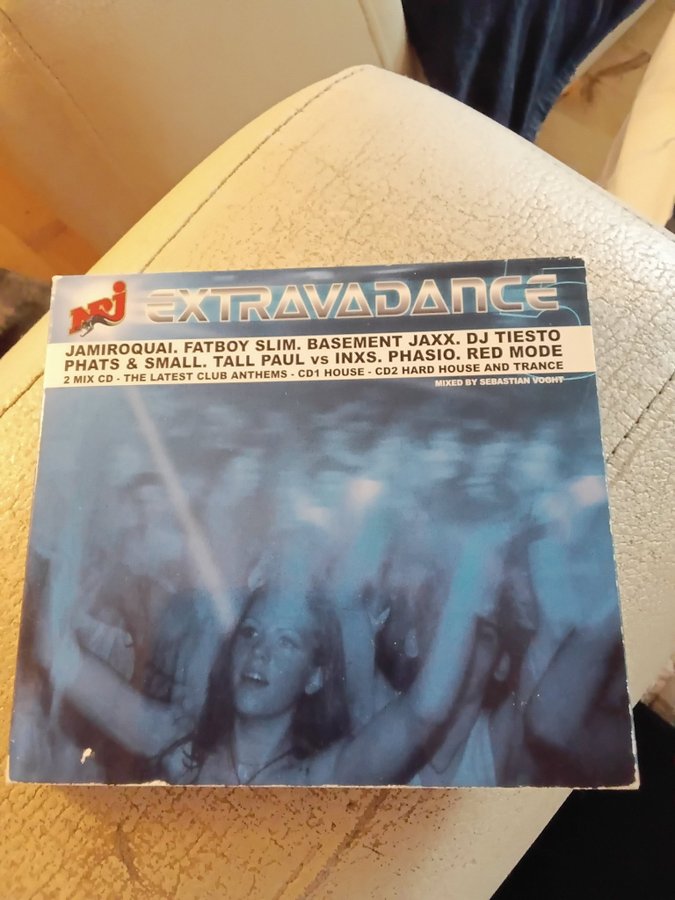 NRJ EXTRAVADANCE
JAMIROQUAI. FATBOY SLIM. BASEMENT JAXX. DJ TIESTO
PHATS & SMALL. TALL PAUL vs INXS. PHASIO. RED MODE
2 MIX CD - THE LATEST CLUB ANTHEMS - CD1 HOUSE - CD2 HARD HOUSE AND TRANCE
MIXED BY SEBASTIAN VOGHT